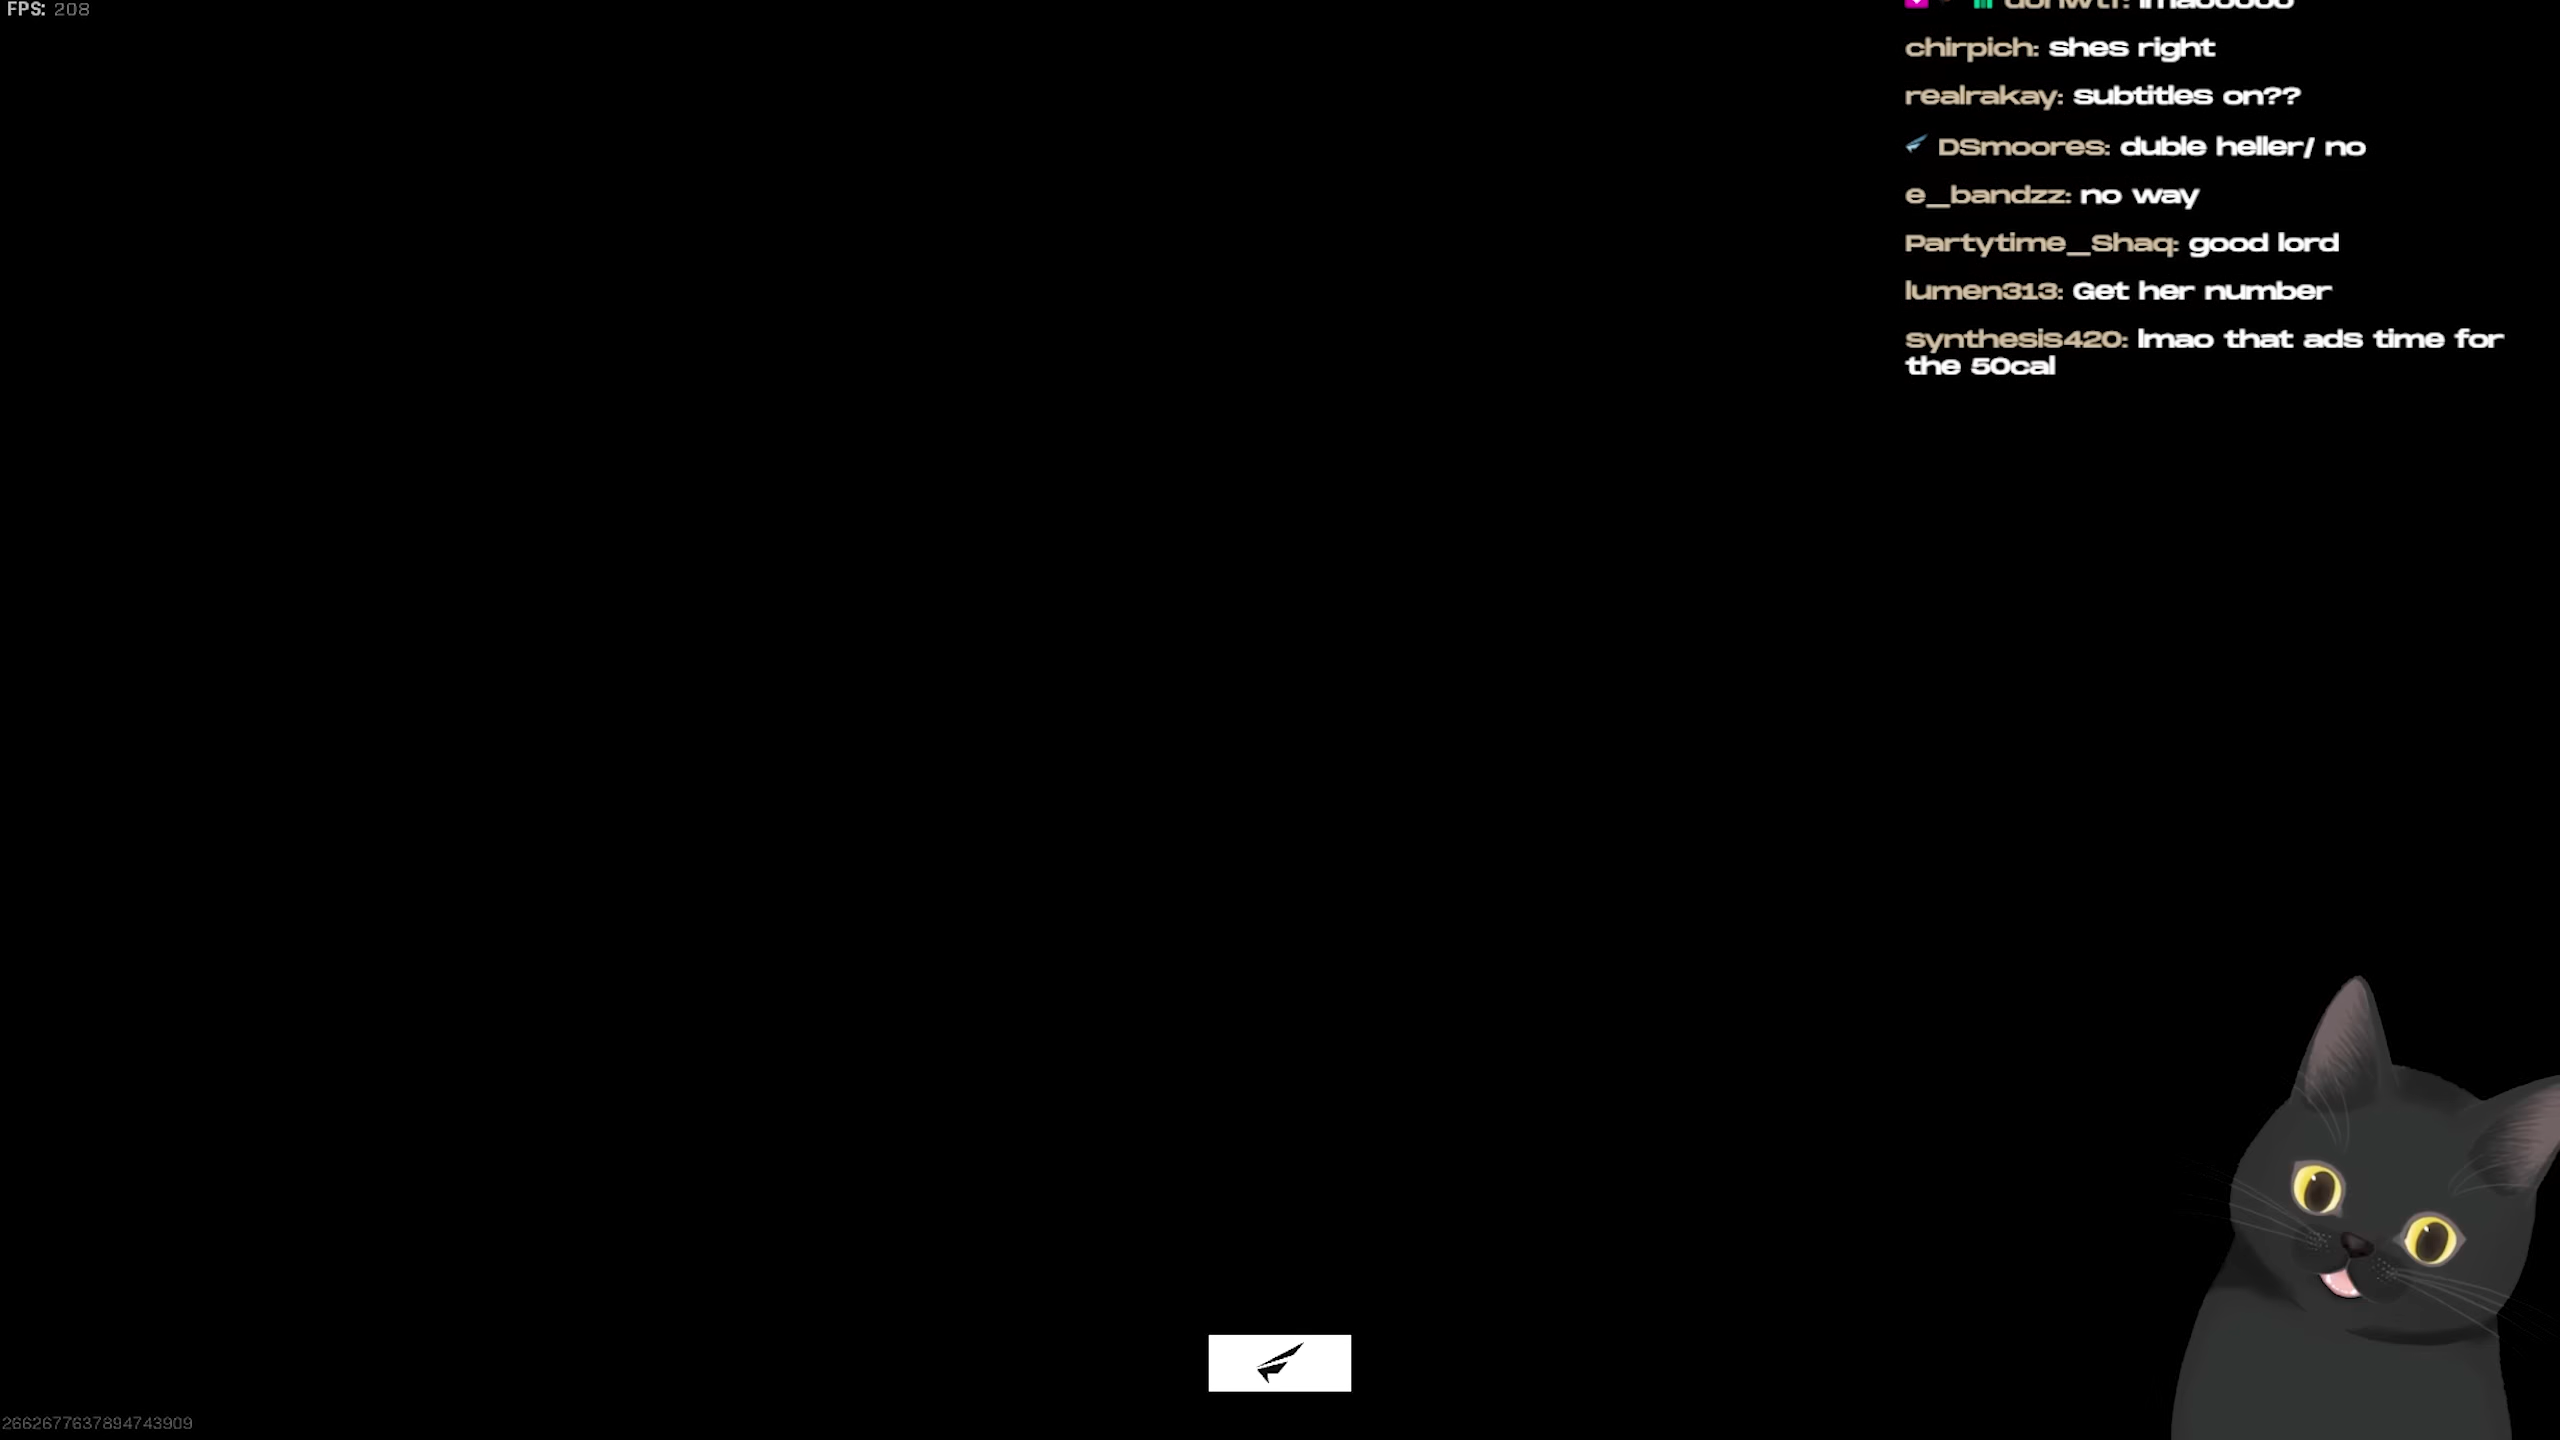 FPS: 208
chirpich: shes right
realrakay: subtitles on??
DSmoores: duble heller/ no
e_bandzz: no way
Partytime_Shaq: good lord
lumen313: Get her number
synthesis420: lmao that ads time for
the 50cal
2662677637894743909